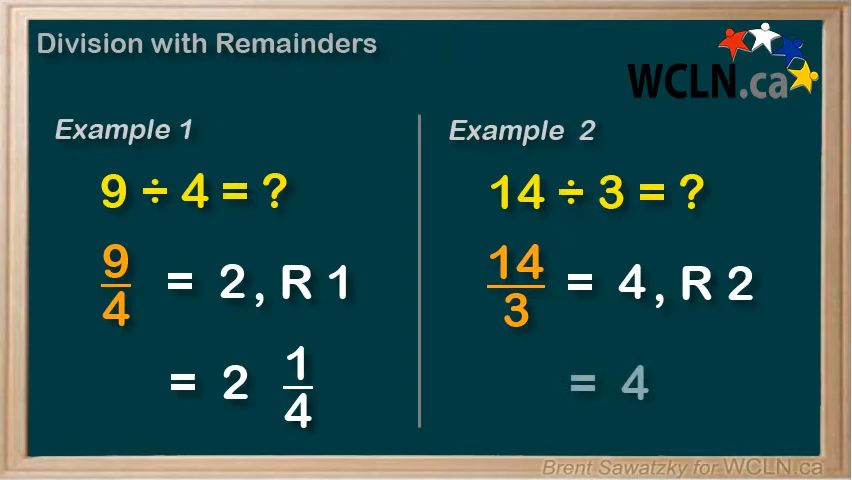 Division with Remainders
WCLN.ca
Example 1
9 ÷ 4 = ?
9/4 = 2, R 1
= 2 1/4
Example 2
14 ÷ 3 = ?
14/3 = 4, R 2
= 4
Brent Sawatzky for WCLN.ca